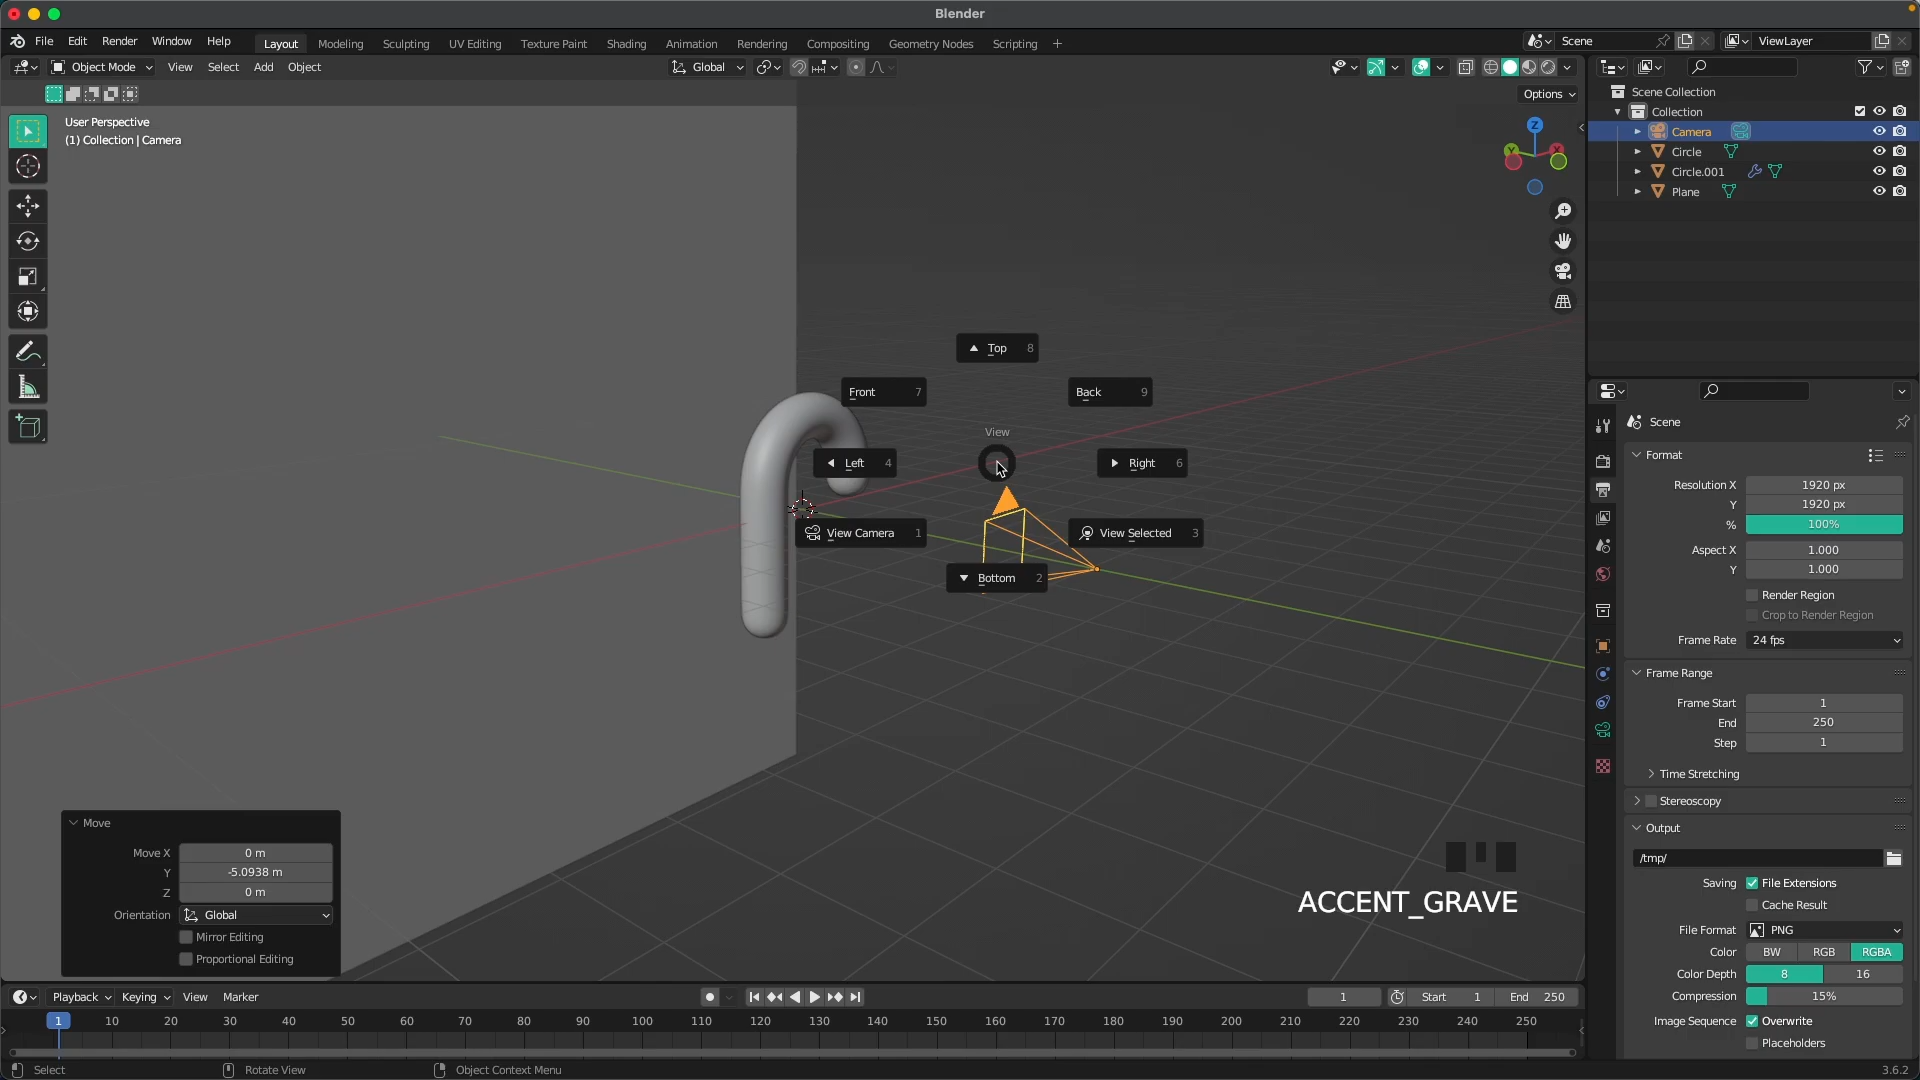 Blender
File Edit Render Window Help
Layout Modeling Sculpting UV Editing Texture Paint Shading Animation Rendering Compositing Geometry Nodes Scripting +
Scene
ViewLayer
Object Mode View Select Add Object
Global
Options
User Perspective
(1) Collection | Camera
Z
Y
X
Scene Collection
Collection
Camera
Circle
Circle.001
Plane
Top 8
Front 7
Back 9
View
Left 4
Right 6
View Camera 1
View Selected 3
Bottom 2
Scene
Format
Resolution X 1920 px
Y 1920 px
% 100%
Aspect X 1.000
Y 1.000
Render Region
Crop to Render Region
Frame Rate 24 fps
Frame Range
Frame Start 1
End 250
Step 1
Time Stretching
Stereoscopy
Output
/tmp/
Saving File Extensions
Cache Result
File Format PNG
Color BW RGB RGBA
Color Depth 8 16
Compression 15%
Image Sequence Overwrite
Placeholders
Move
Move X 0 m
Y -5.0938 m
Z 0 m
Orientation Global
Mirror Editing
Proportional Editing
ACCENT_GRAVE
Playback Keying View Marker
1 Start 1 End 250
1 10 20 30 40 50 60 70 80 90 100 110 120 130 140 150 160 170 180 190 200 210 220 230 240 250
Select Rotate View Object Context Menu 3.6.2